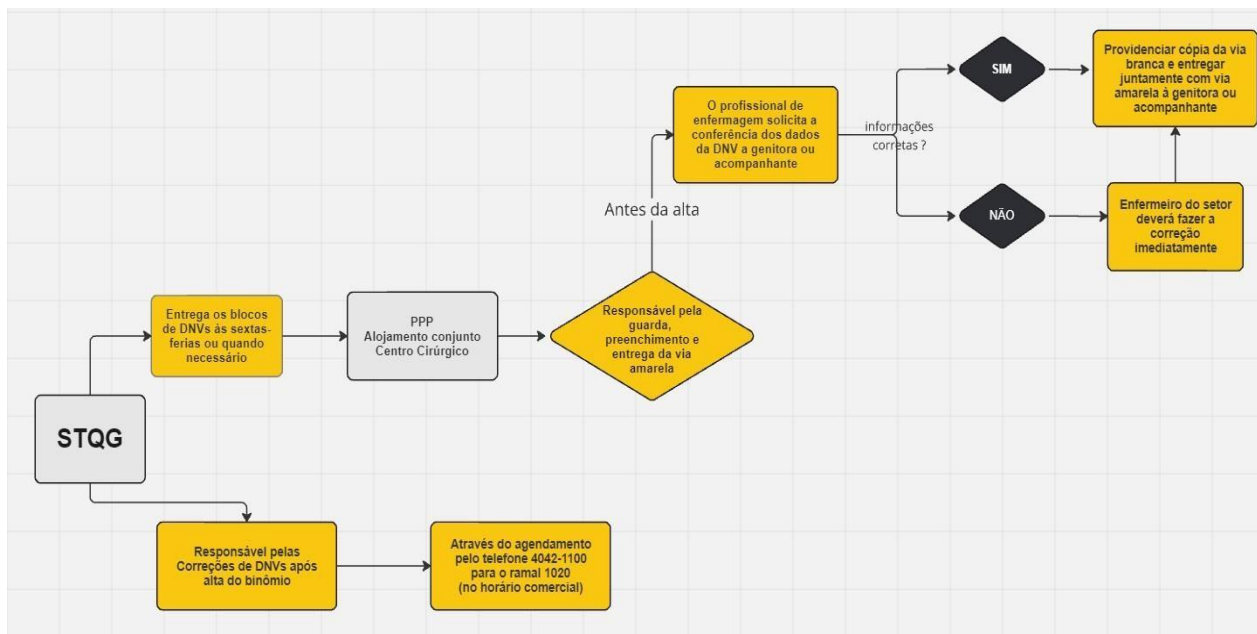 SIM
Providenciar cópia da via
branca e entregar
juntamente com via
amarela à genitora ou
acompanhante
O profissional de
enfermagem solicita a
conferência dos dados
da DNV a genitora ou
acompanhante
informações
corretas ?
NÃO
Enfermeiro do setor
deverá fazer a
correção
imediatamente
Antes da alta
Entrega os blocos
de DNVs às sextas-
ferias ou quando
necessário
PPP
Alojamento conjunto
Centro Cirúrgico
Responsável pela
guarda,
preenchimento e
entrega da via
amarela
STQG
Responsável pelas
Correções de DNVs após
alta do binômio
Através do agendamento
pelo telefone 4042-1100
para o ramal 1020
(no horário comercial)